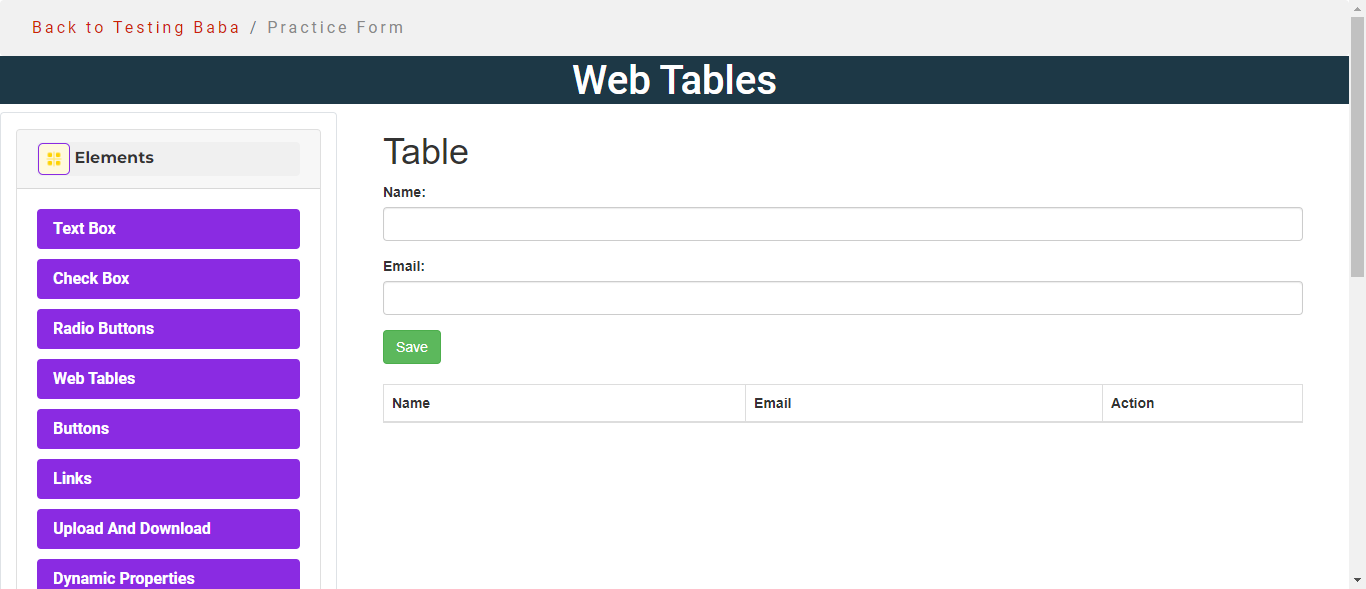 Back to Testing Baba / Practice Form
Web Tables
Elements
Text Box
Check Box
Radio Buttons
Web Tables
Buttons
Links
Upload And Download
Dynamic Properties
Table
Name:
Email:
Save
Name Email Action